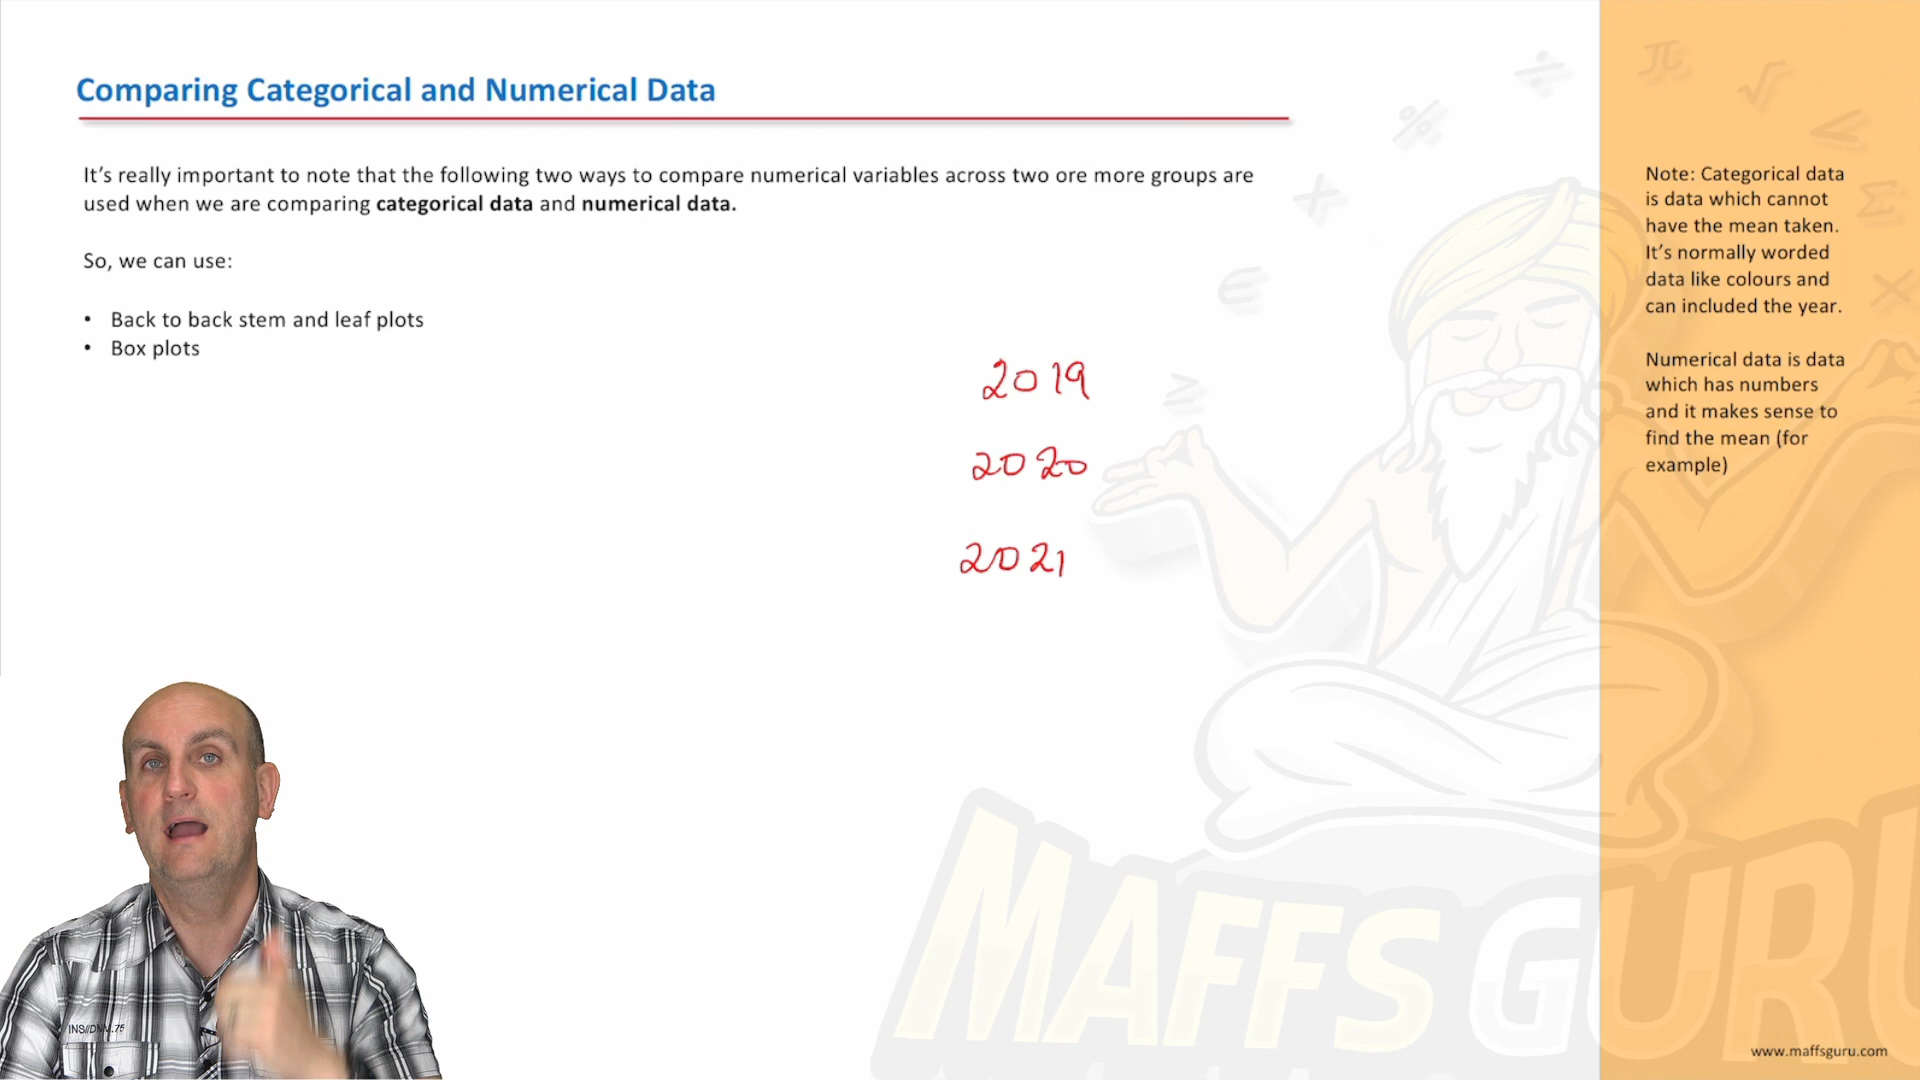 Comparing Categorical and Numerical Data
It's really important to note that the following two ways to compare numerical variables across two ore more groups are
used when we are comparing categorical data and numerical data.
So, we can use:
• Back to back stem and leaf plots
• Box plots
2019
2020
2021
Note: Categorical data
is data which cannot
have the mean taken.
It's normally worded
data like colours and
can included the year.
Numerical data is data
which has numbers
and it makes sense to
find the mean (for
example)
MAFFS GURU
www.maffsguru.com